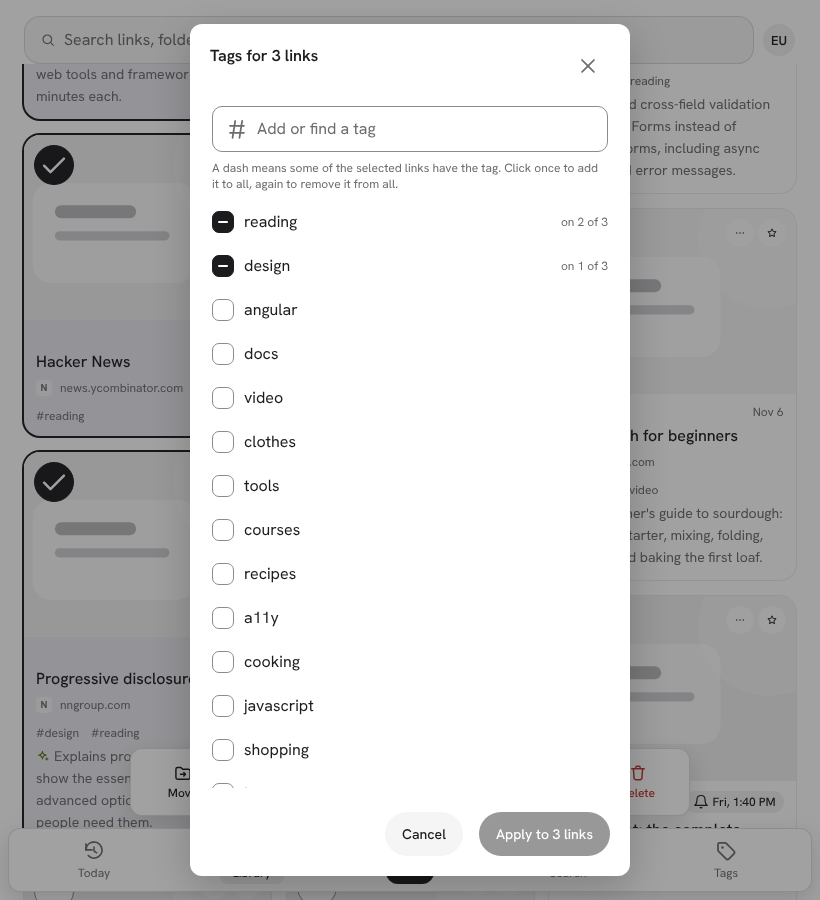 Search links, folde
EU
Tags for 3 links
Add or find a tag
A dash means some of the selected links have the tag. Click once to add
it to all, again to remove it from all.
reading
on 2 of 3
design
on 1 of 3
angular
docs
video
clothes
tools
courses
recipes
a11y
cooking
javascript
shopping
Cancel
Apply to 3 links
web tools and framewor
minutes each.
Hacker News
N
news.ycombinator.com
#reading
Progressive disclosure
N
nngroup.com
#design
#reading
Explains pro
show the essen
advanced optio
people need them.
reading
d cross-field validation
Forms instead of
orms, including async
error messages.
Nov 6
h for beginners
.com
video
ner's guide to sourdough:
tarter, mixing, folding,
d baking the first loaf.
Mov
elete
Fri, 1:40 PM
Today
Tags